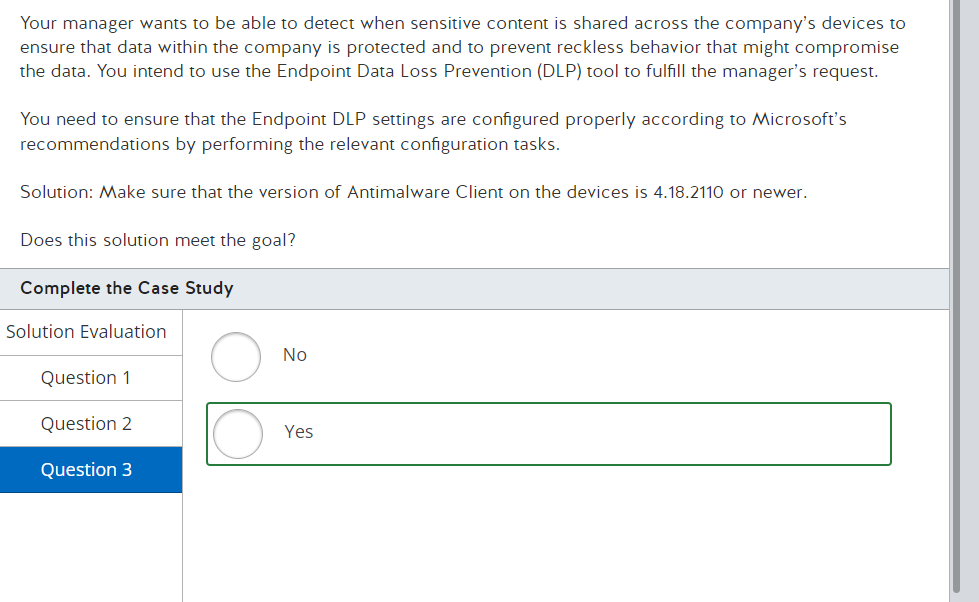 Your manager wants to be able to detect when sensitive content is shared across the company’s devices to
ensure that data within the company is protected and to prevent reckless behavior that might compromise
the data. You intend to use the Endpoint Data Loss Prevention (DLP) tool to fulfill the manager’s request.
You need to ensure that the Endpoint DLP settings are configured properly according to Microsoft’s
recommendations by performing the relevant configuration tasks.
Solution: Make sure that the version of Antimalware Client on the devices is 4.18.2110 or newer.
Does this solution meet the goal?
Complete the Case Study
Solution Evaluation
Question 1
Question 2
Question 3
No
Yes